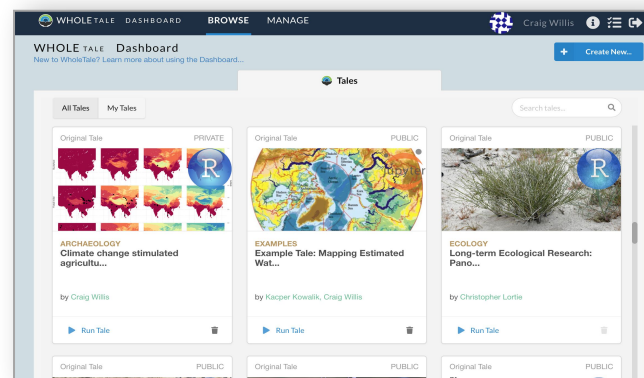 WHOLE TALE DASHBOARD BROWSE MANAGE Craig Willis
WHOLE TALE Dashboard
New to WholeTale? Learn more about using the Dashboard...
+ Create New...
Tales
All Tales My Tales Search tales...
Original Tale PRIVATE
R
ARCHAEOLOGY
Climate change stimulated
agricultu...
by Craig Willis
Run Tale
Original Tale PUBLIC
jupyter
EXAMPLES
Example Tale: Mapping Estimated
Wat...
by Kacper Kowalik, Craig Willis
Run Tale
Original Tale PUBLIC
R
ECOLOGY
Long-term Ecological Research:
Pano...
by Christopher Lortie
Run Tale
Original Tale PUBLIC
Original Tale PUBLIC
Original Tale PUBLIC